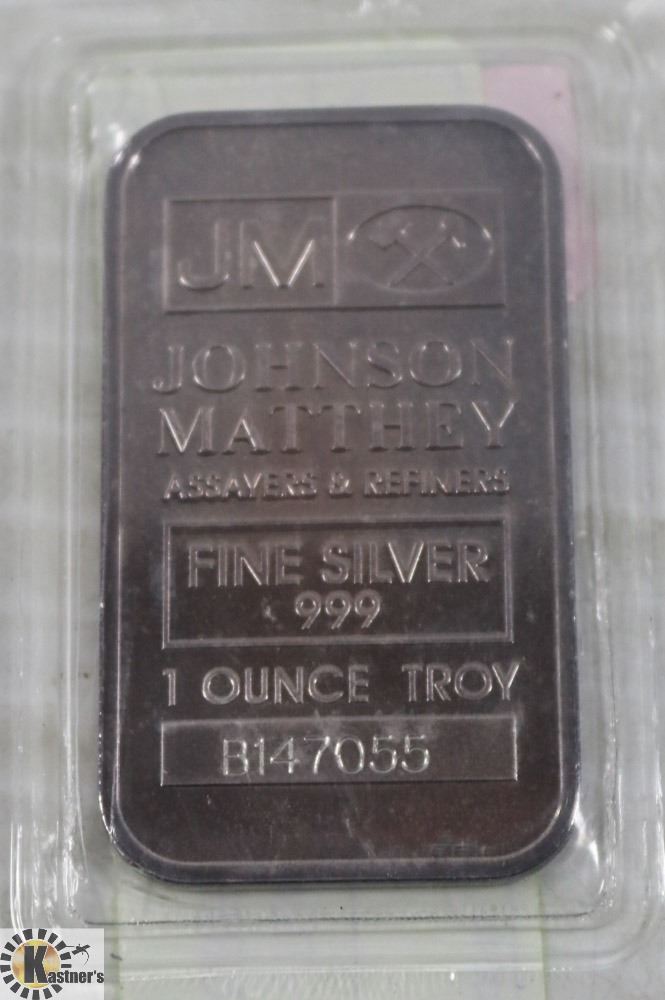 JM
JOHNSON
MATTHEY
ASSAYERS & REFINERS
FINE SILVER
999
1 OUNCE TROY
B147055
KASTNER'S